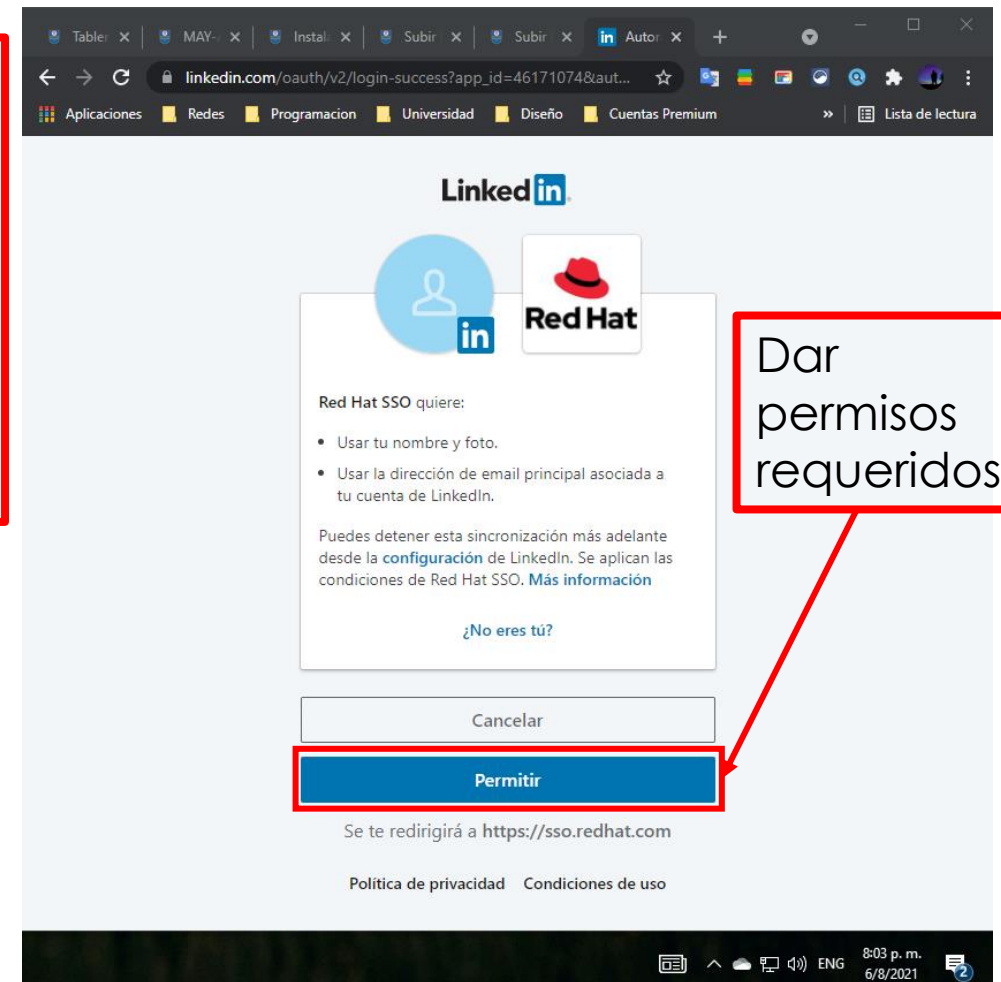 Tabler
MAY-
Instal
Subir
Subir
in Autor
linkedin.com/oauth/v2/login-success?app_id=46171074&aut...
Aplicaciones Redes Programacion Universidad Diseño Cuentas Premium » Lista de lectura
Linked in.
in
Red Hat
Red Hat SSO quiere:
• Usar tu nombre y foto.
• Usar la dirección de email principal asociada a
tu cuenta de LinkedIn.
Puedes detener esta sincronización más adelante
desde la configuración de LinkedIn. Se aplican las
condiciones de Red Hat SSO. Más información
¿No eres tú?
Cancelar
Permitir
Se te redirigirá a https://sso.redhat.com
Política de privacidad Condiciones de uso
Dar
permisos
requeridos
ENG
8:03 p. m.
6/8/2021
2